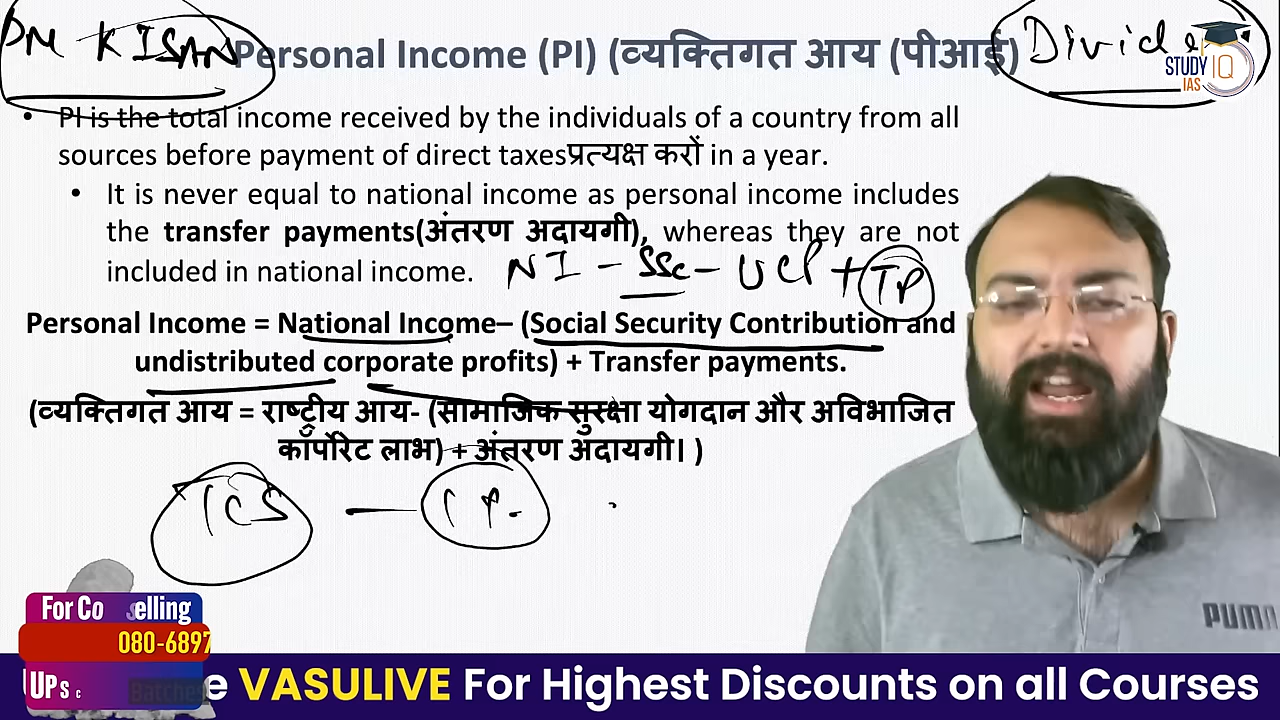 PM KISAN
Personal Income (PI) (व्यक्तिगत आय (पीआई)
STUDY IQ
IAS
• PI is the total income received by the individuals of a country from all
sources before payment of direct taxesप्रत्यक्ष करों in a year.
• It is never equal to national income as personal income includes
the transfer payments(अंतरण अदायगी), whereas they are not
included in national income.
NI - SSc - UCP + TP
Personal Income = National Income– (Social Security Contribution and
undistributed corporate profits) + Transfer payments.
(व्यक्तिगत आय = राष्ट्रीय आय- (सामाजिक सुरक्षा योगदान और अविभाजित
कॉर्पोरेट लाभ) + अंतरण अदायगी। )
TCS —
PUMA
For Co selling
080-6897
UPSC Batches
e VASULIVE For Highest Discounts on all Courses